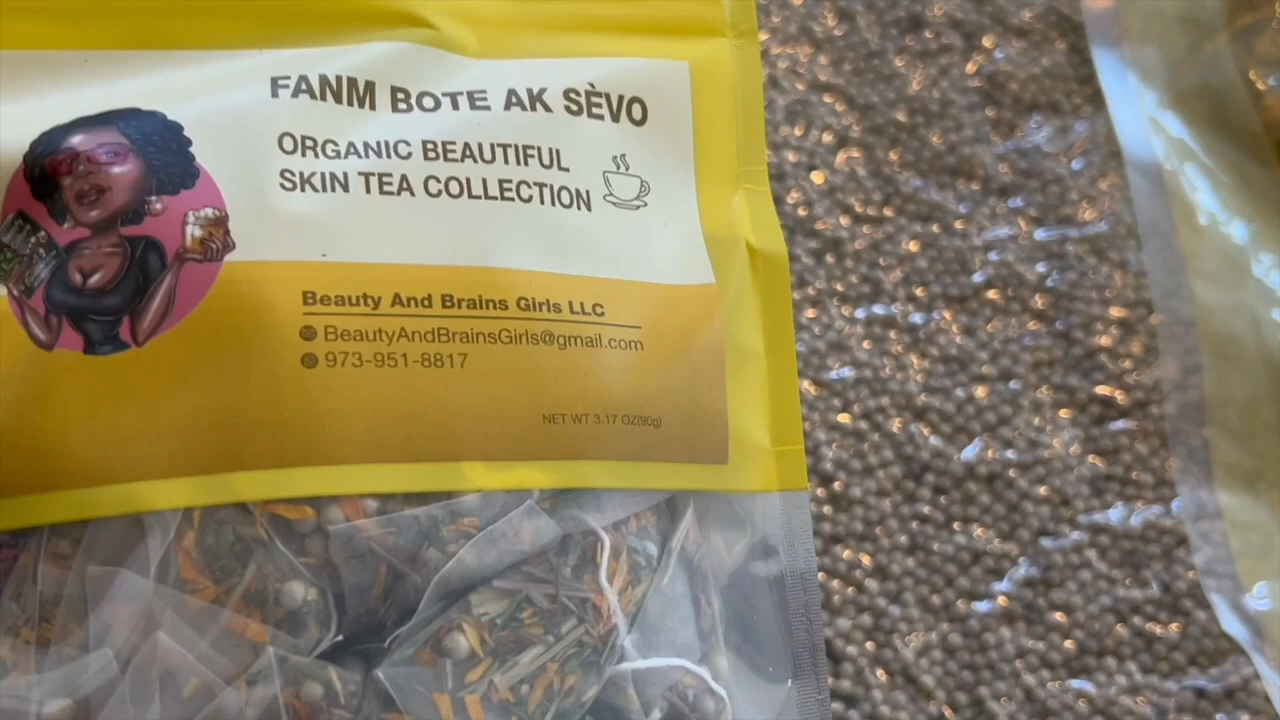 FANM BOTE AK SÈVO
ORGANIC BEAUTIFUL
SKIN TEA COLLECTION
Beauty And Brains Girls LLC
BeautyAndBrainsGirls@gmail.com
973-951-8817
NET WT 3.17 OZ(90g)